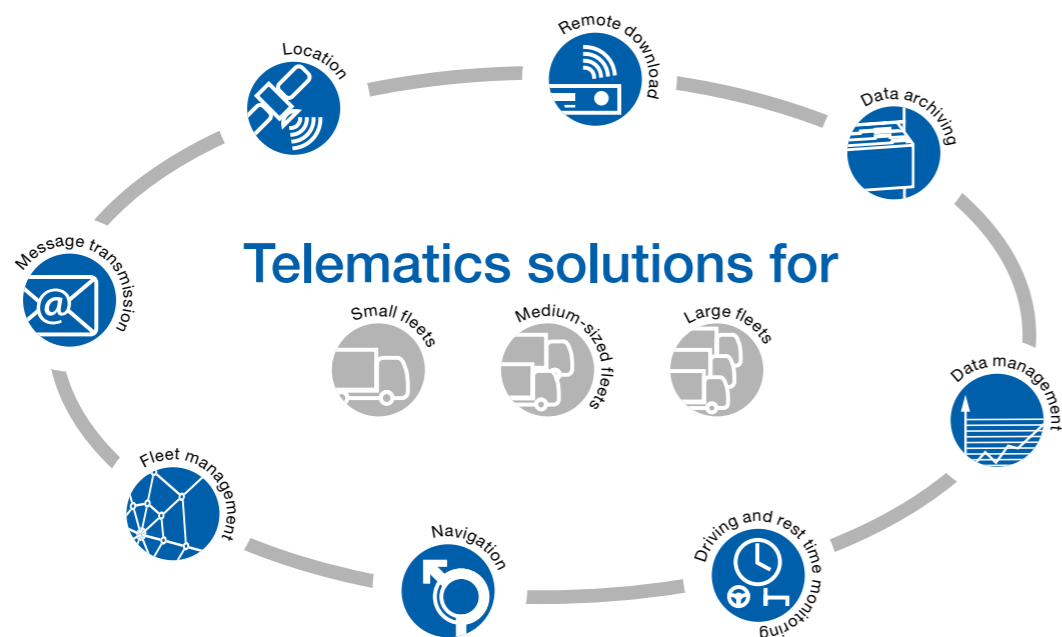 Location
Remote download
Data archiving
Message transmission
@
Telematics solutions for
Small fleets
Medium-sized fleets
Large fleets
Data management
Fleet management
Navigation
Driving and rest time monitoring